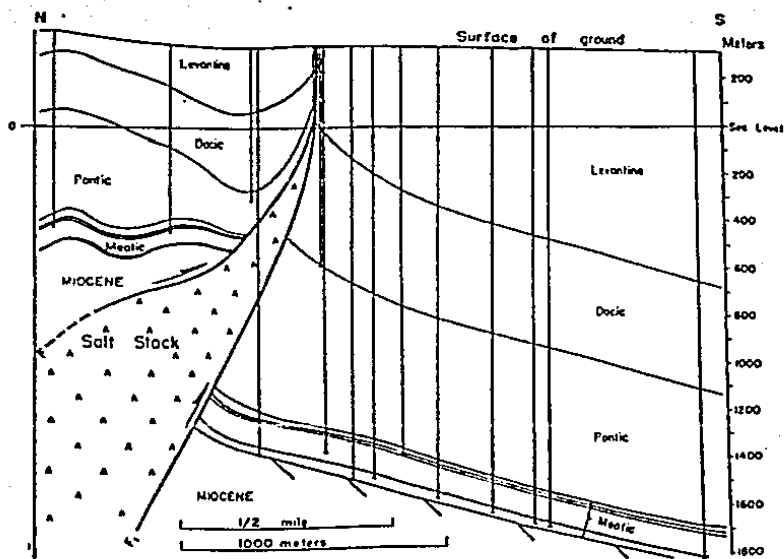 N
S
Surface of ground
Meters
Levantine
200
0
Sea Level
Dacic
200
Pontic
Levantine
400
Meotic
600
MIOCENE
Dacic
800
Salt Stock
1000
1200
Pontic
1400
MIOCENE
1600
Meotic
1/2 mile
1000 meters
1800